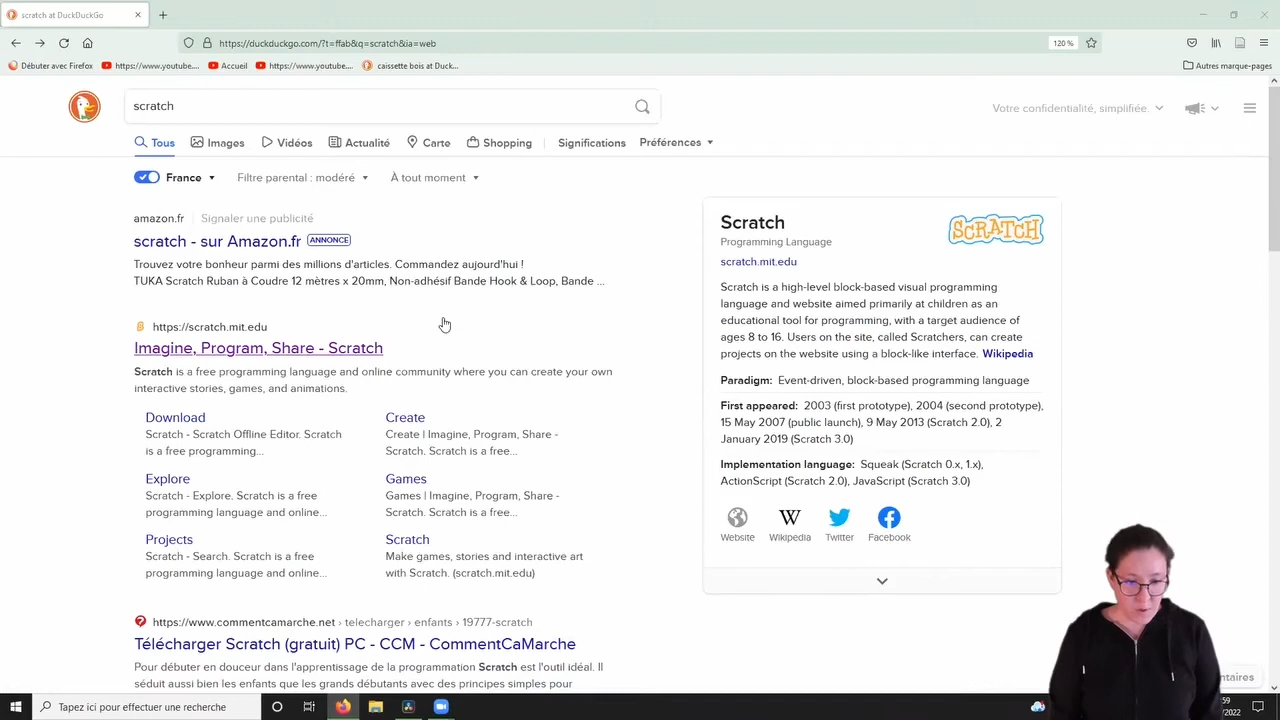 scratch at DuckDuckGo
https://duckduckgo.com/?t=ffab&q=scratch&ia=web
120 %
Débuter avec Firefox
https://www.youtube....
Accueil
https://www.youtube....
caissette bois at Duck...
Autres marque-pages
scratch
Votre confidentialité, simplifiée.
Tous
Images
Vidéos
Actualité
Carte
Shopping
Significations
Préférences
France
Filtre parental : modéré
À tout moment
amazon.fr
Signaler une publicité
scratch - sur Amazon.fr ANNONCE
Trouvez votre bonheur parmi des millions d'articles. Commandez aujourd'hui !
TUKA Scratch Ruban à Coudre 12 mètres x 20mm, Non-adhésif Bande Hook & Loop, Bande ...
https://scratch.mit.edu
Imagine, Program, Share - Scratch
Scratch is a free programming language and online community where you can create your own
interactive stories, games, and animations.
Download
Scratch - Scratch Offline Editor. Scratch
is a free programming...
Create
Create | Imagine, Program, Share -
Scratch. Scratch is a free...
Explore
Scratch - Explore. Scratch is a free
programming language and online...
Games
Games | Imagine, Program, Share -
Scratch. Scratch is a free...
Projects
Scratch - Search. Scratch is a free
programming language and online...
Scratch
Make games, stories and interactive art
with Scratch. (scratch.mit.edu)
https://www.commentcamarche.net › telecharger › enfants › 19777-scratch
Télécharger Scratch (gratuit) PC - CCM - CommentCaMarche
Pour débuter en douceur dans l'apprentissage de la programmation Scratch est l'outil idéal. Il
séduit aussi bien les enfants que les grands débutants avec des principes simples pour
Scratch
SCRATCH
Programming Language
scratch.mit.edu
Scratch is a high-level block-based visual programming
language and website aimed primarily at children as an
educational tool for programming, with a target audience of
ages 8 to 16. Users on the site, called Scratchers, can create
projects on the website using a block-like interface. Wikipedia
Paradigm: Event-driven, block-based programming language
First appeared: 2003 (first prototype), 2004 (second prototype),
15 May 2007 (public launch), 9 May 2013 (Scratch 2.0), 2
January 2019 (Scratch 3.0)
Implementation language: Squeak (Scratch 0.x, 1.x),
ActionScript (Scratch 2.0), JavaScript (Scratch 3.0)
W
Website
Wikipedia
Twitter
Facebook
ntaires
Tapez ici pour effectuer une recherche
59
/2022